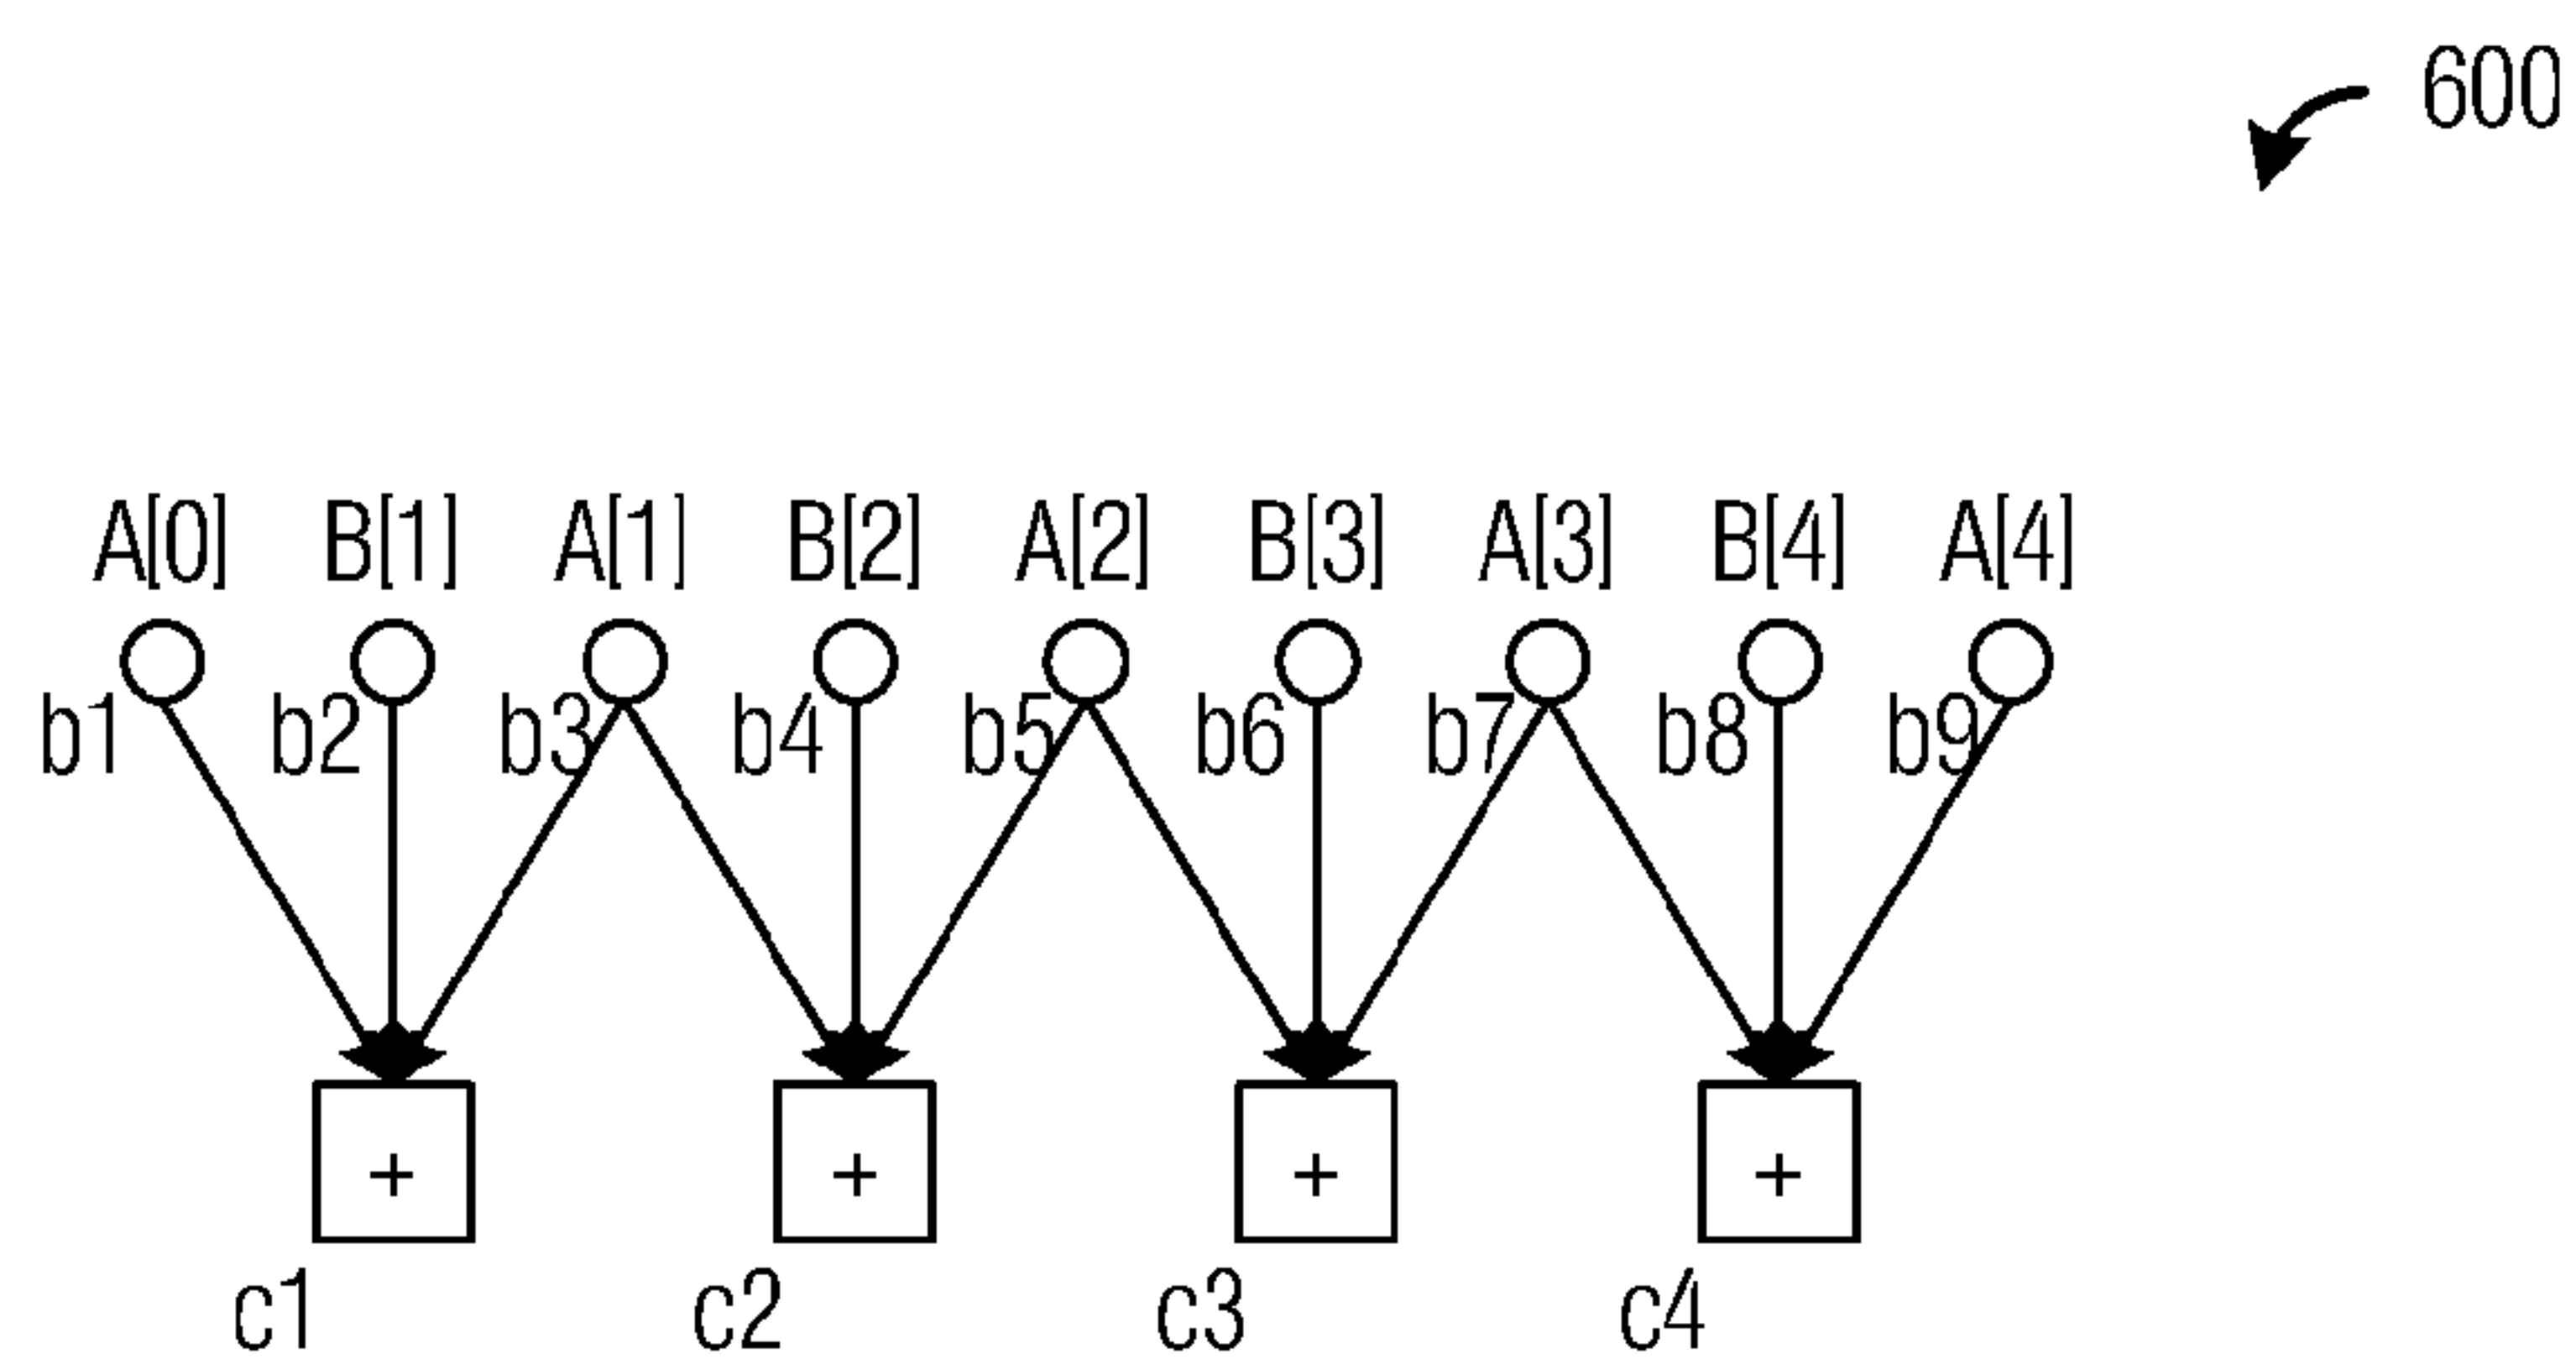 600
A[0] B[1] A[1] B[2] A[2] B[3] A[3] B[4] A[4]
b1 b2 b3 b4 b5 b6 b7 b8 b9
+ + + +
c1 c2 c3 c4